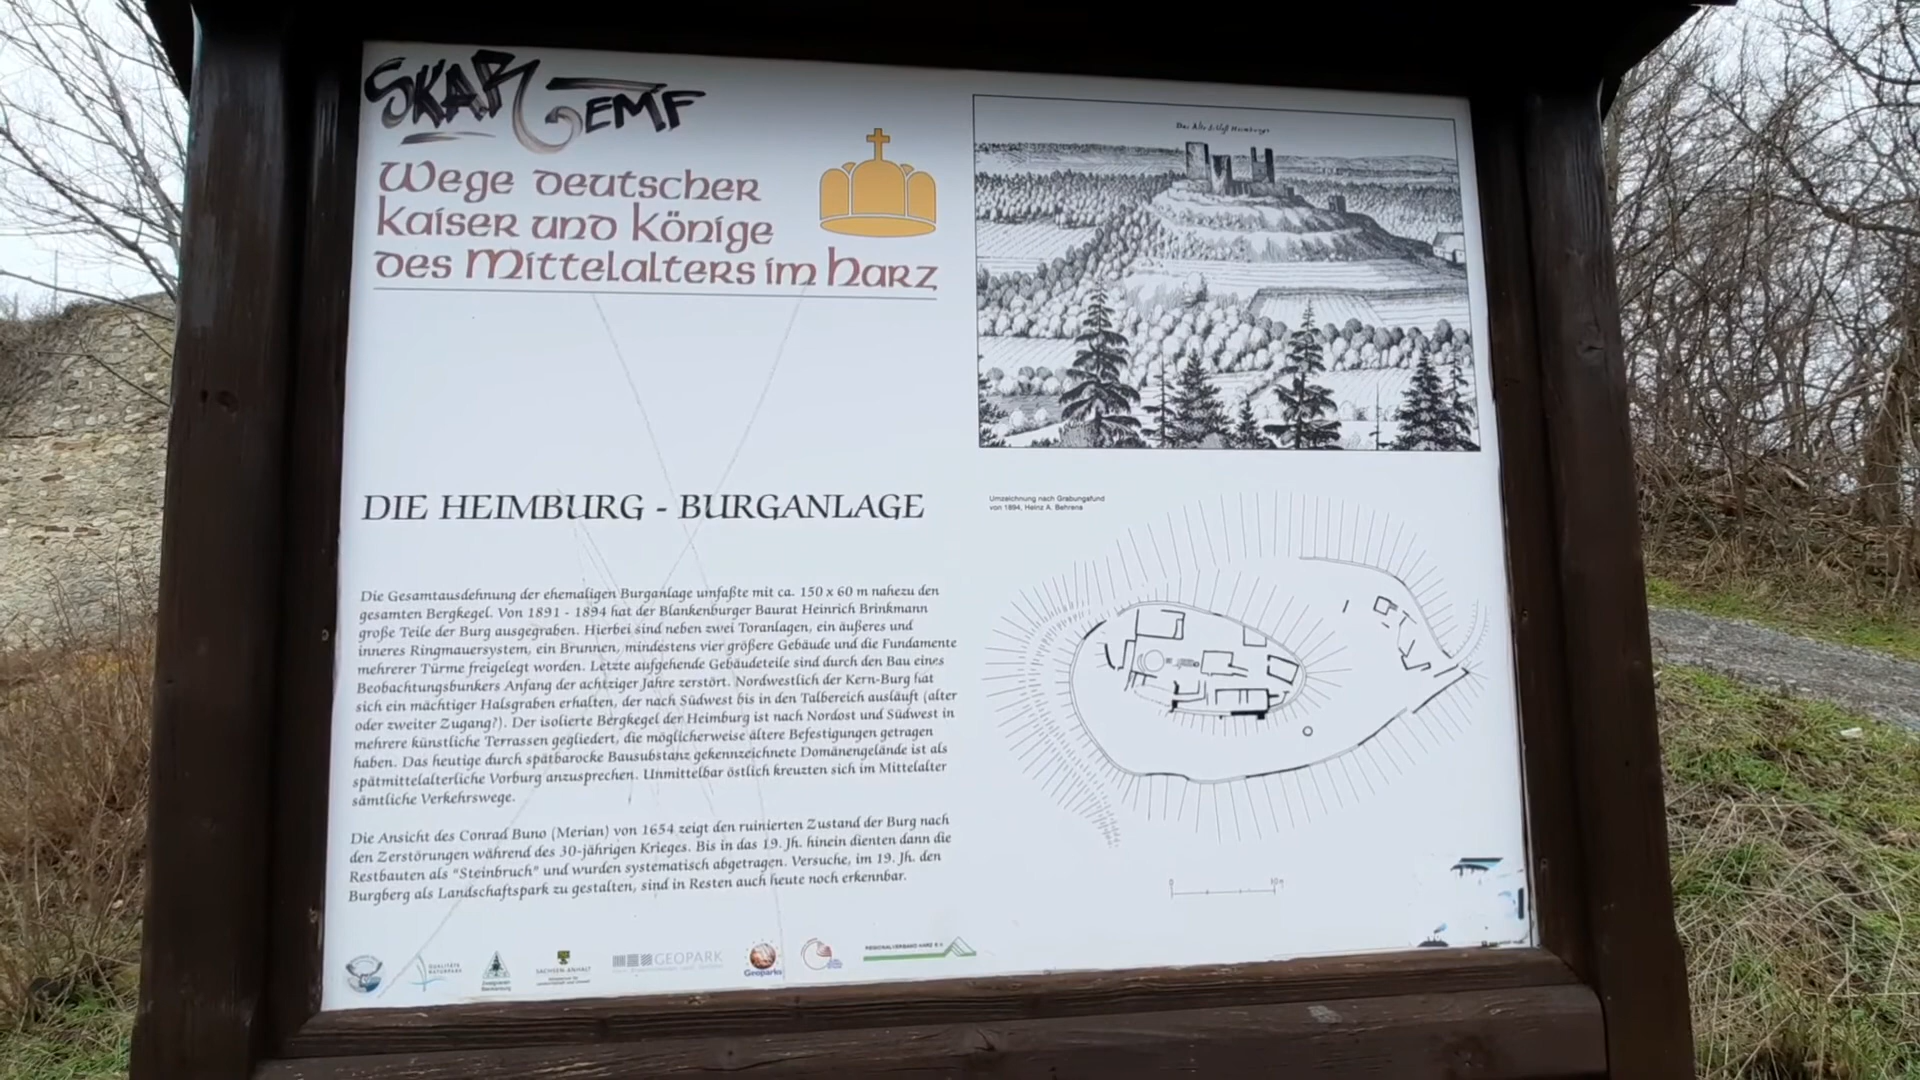 SKAR TEMF
Wege deutscher
Kaiser und Könige
des Mittelalters im Harz
Das Alte Schloß Heimburgk
DIE HEIMBURG - BURGANLAGE
Umzeichnung nach Grabungsfund
von 1894, Heinz A. Behrens
Die Gesamtausdehnung der ehemaligen Burganlage umfaßte mit ca. 150 x 60 m nahezu den
gesamten Bergkegel. Von 1891 - 1894 hat der Blankenburger Baurat Heinrich Brinkmann
große Teile der Burg ausgegraben. Hierbei sind neben zwei Toranlagen, ein äußeres und
inneres Ringmauersystem, ein Brunnen, mindestens vier größere Gebäude und die Fundamente
mehrerer Türme freigelegt worden. Letzte aufgehende Gebäudeteile sind durch den Bau eines
Beobachtungsbunkers Anfang der achtziger Jahre zerstört. Nordwestlich der Kern-Burg hat
sich ein mächtiger Halsgraben erhalten, der nach Südwest bis in den Talbereich ausläuft (alter
oder zweiter Zugang?). Der isolierte Bergkegel der Heimburg ist nach Nordost und Südwest in
mehrere künstliche Terrassen gegliedert, die möglicherweise ältere Befestigungen getragen
haben. Das heutige durch spätbarocke Bausubstanz gekennzeichnete Domänengelände ist als
spätmittelalterliche Vorburg anzusprechen. Unmittelbar östlich kreuzten sich im Mittelalter
sämtliche Verkehrswege.
Die Ansicht des Conrad Buno (Merian) von 1654 zeigt den ruinierten Zustand der Burg nach
den Zerstörungen während des 30-jährigen Krieges. Bis in das 19. Jh. hinein dienten dann die
Restbauten als "Steinbruch" und wurden systematisch abgetragen. Versuche, im 19. Jh. den
Burgberg als Landschaftspark zu gestalten, sind in Resten auch heute noch erkennbar.
0 10m
QUALITÄTS
NATURPARK
SACHSEN-ANHALT
GEOPARK
Geoparks
REGIONALVERBAND HARZ E.V.